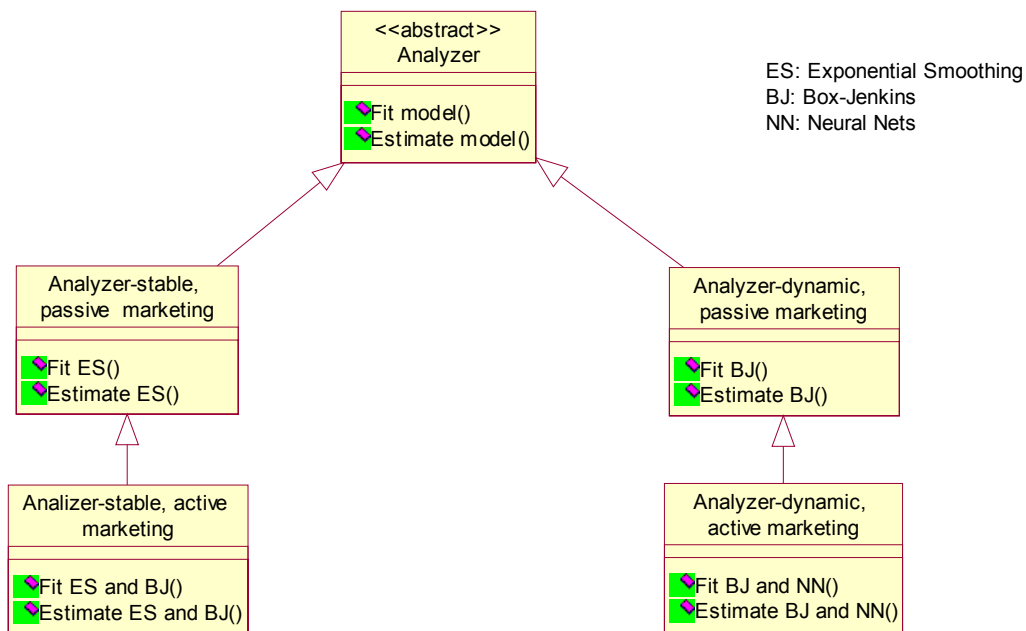 <<abstract>>
Analyzer
Fit model()
Estimate model()
ES: Exponential Smoothing
BJ: Box-Jenkins
NN: Neural Nets
Analyzer-stable,
passive marketing
Fit ES()
Estimate ES()
Analyzer-dynamic,
passive marketing
Fit BJ()
Estimate BJ()
Analizer-stable, active
marketing
Fit ES and BJ()
Estimate ES and BJ()
Analyzer-dynamic,
active marketing
Fit BJ and NN()
Estimate BJ and NN()